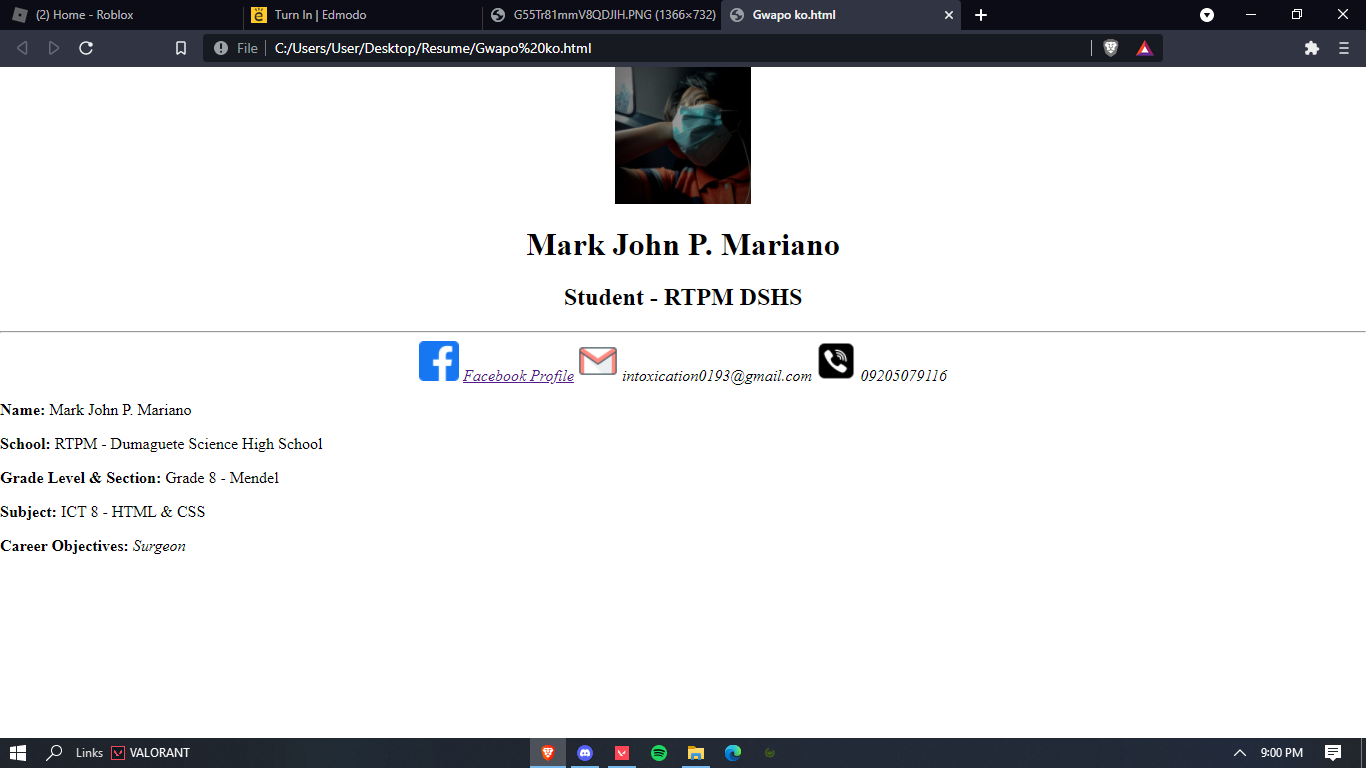 (2) Home - Roblox
Turn In | Edmodo
G55Tr81mmV8QDJIH.PNG (1366×732)
Gwapo ko.html
File
C:/Users/User/Desktop/Resume/Gwapo%20ko.html
Mark John P. Mariano
Student - RTPM DSHS
Facebook Profile intoxication0193@gmail.com 09205079116
Name: Mark John P. Mariano
School: RTPM - Dumaguete Science High School
Grade Level & Section: Grade 8 - Mendel
Subject: ICT 8 - HTML & CSS
Career Objectives: Surgeon
Links VALORANT
9:00 PM